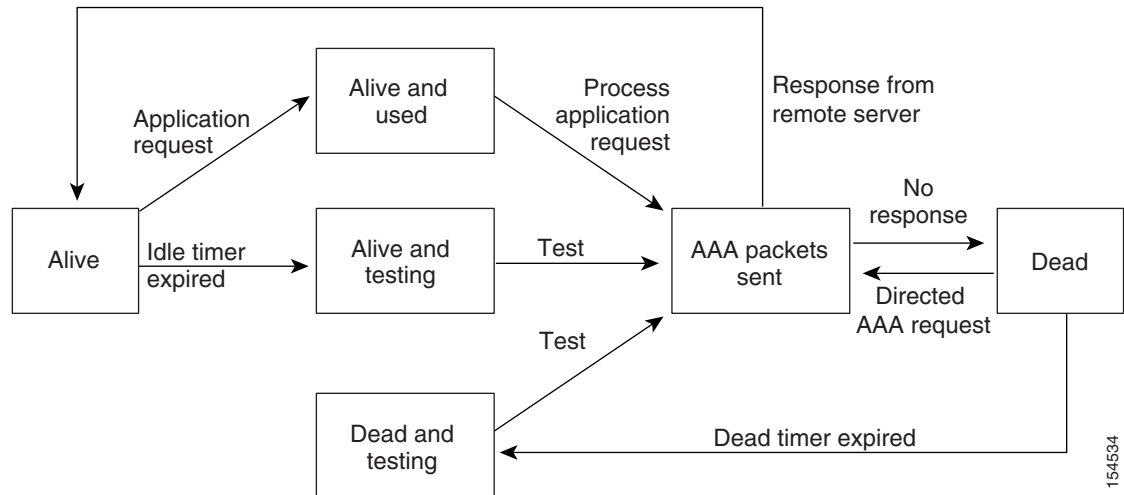 Alive and
used
Application
request
Process
application
request
Response from
remote server
Alive
Idle timer
expired
Alive and
testing
Test
AAA packets
sent
No
response
Directed
AAA request
Dead
Test
Dead and
testing
Dead timer expired
154534